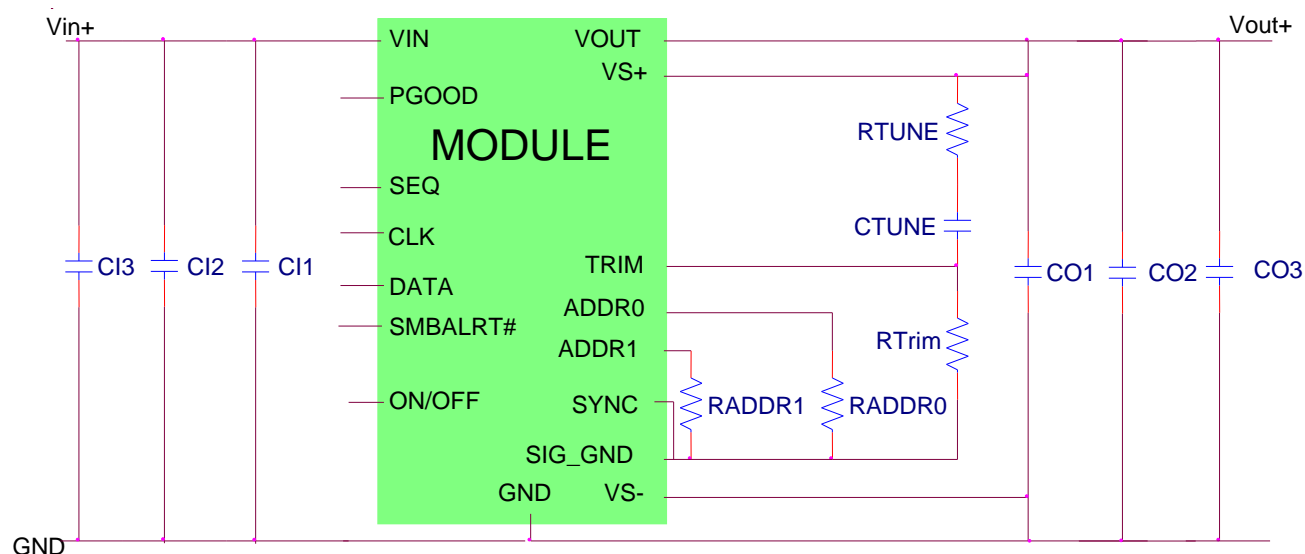 Vin+
VIN
VOUT
Vout+
VS+
PGOOD
RTUNE
MODULE
SEQ
CTUNE
CLK
TRIM
CI3
CI2
CI1
CO1
CO2
CO3
DATA
ADDR0
SMBALRT#
RTrim
ADDR1
ON/OFF
SYNC
RADDR1
RADDR0
SIG_GND
GND
VS-
GND